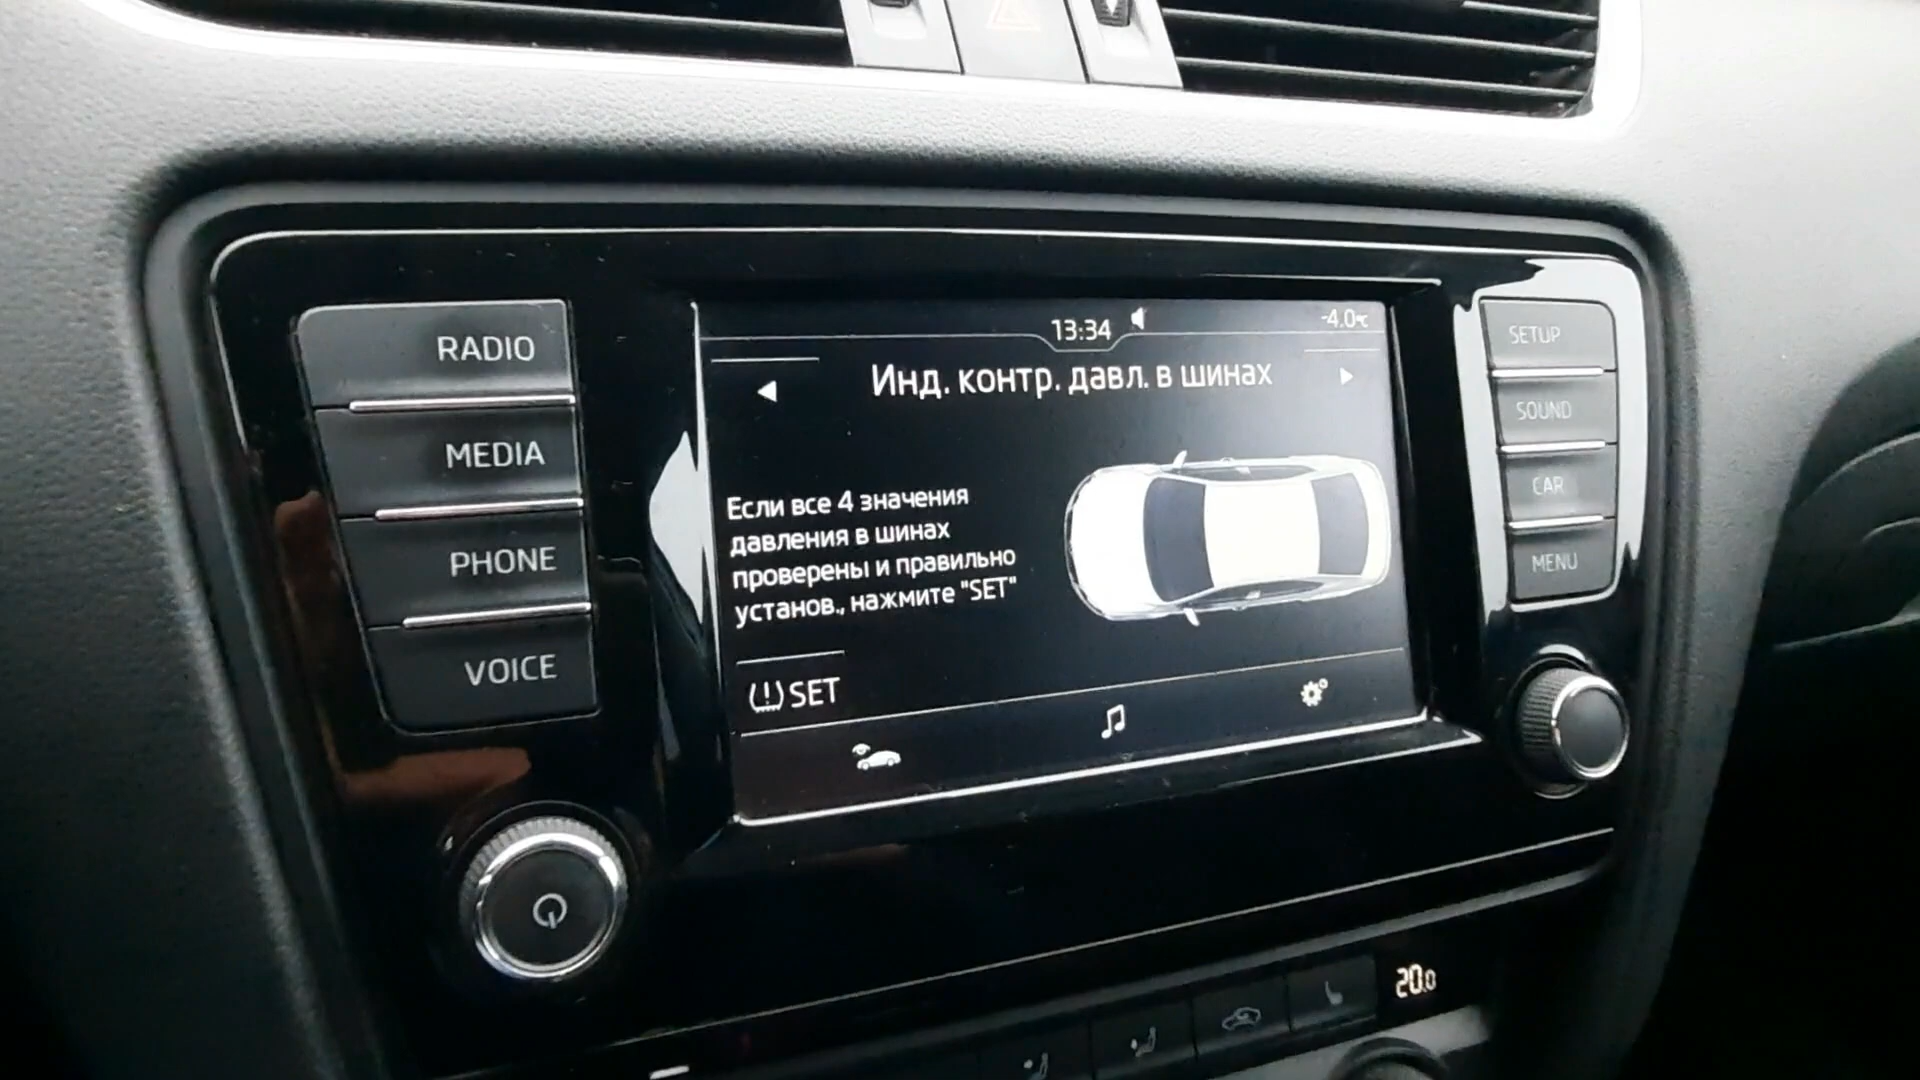 RADIO
MEDIA
PHONE
VOICE
13:34
-4.0°C
Инд. контр. давл. в шинах
Если все 4 значения
давления в шинах
проверены и правильно
установ., нажмите "SET"
SET
SETUP
SOUND
CAR
MENU
20.0